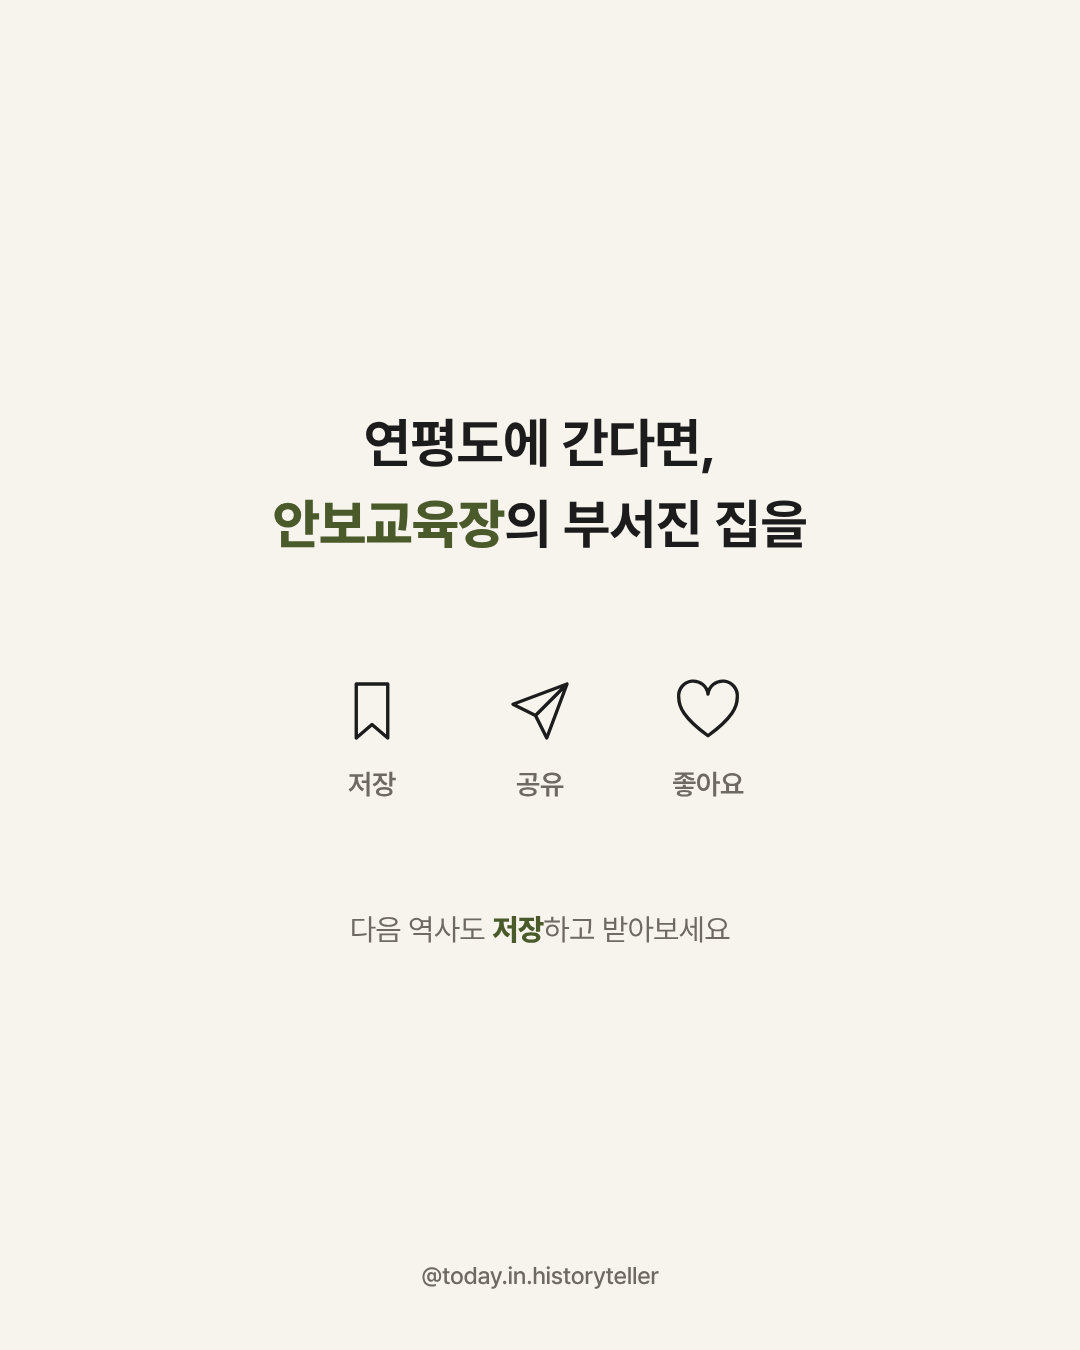 연평도에 간다면,
안보교육장의 부서진 집을
저장 공유 좋아요
다음 역사도 저장하고 받아보세요
@today.in.historyteller